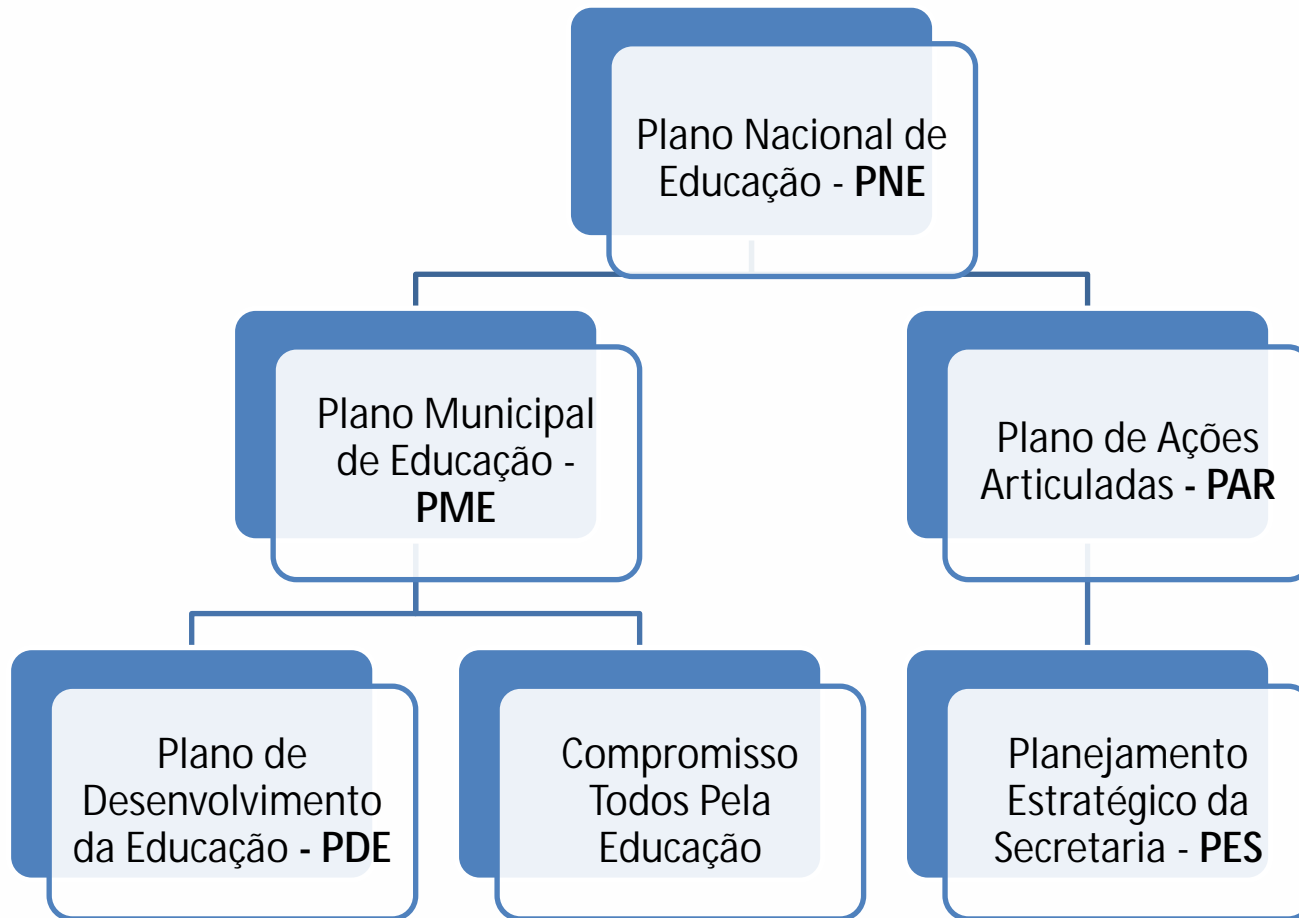 Plano Nacional de
Educação - PNE
Plano Municipal
de Educação -
PME
Plano de Ações
Articuladas - PAR
Plano de
Desenvolvimento
da Educação - PDE
Compromisso
Todos Pela
Educação
Planejamento
Estratégico da
Secretaria - PES